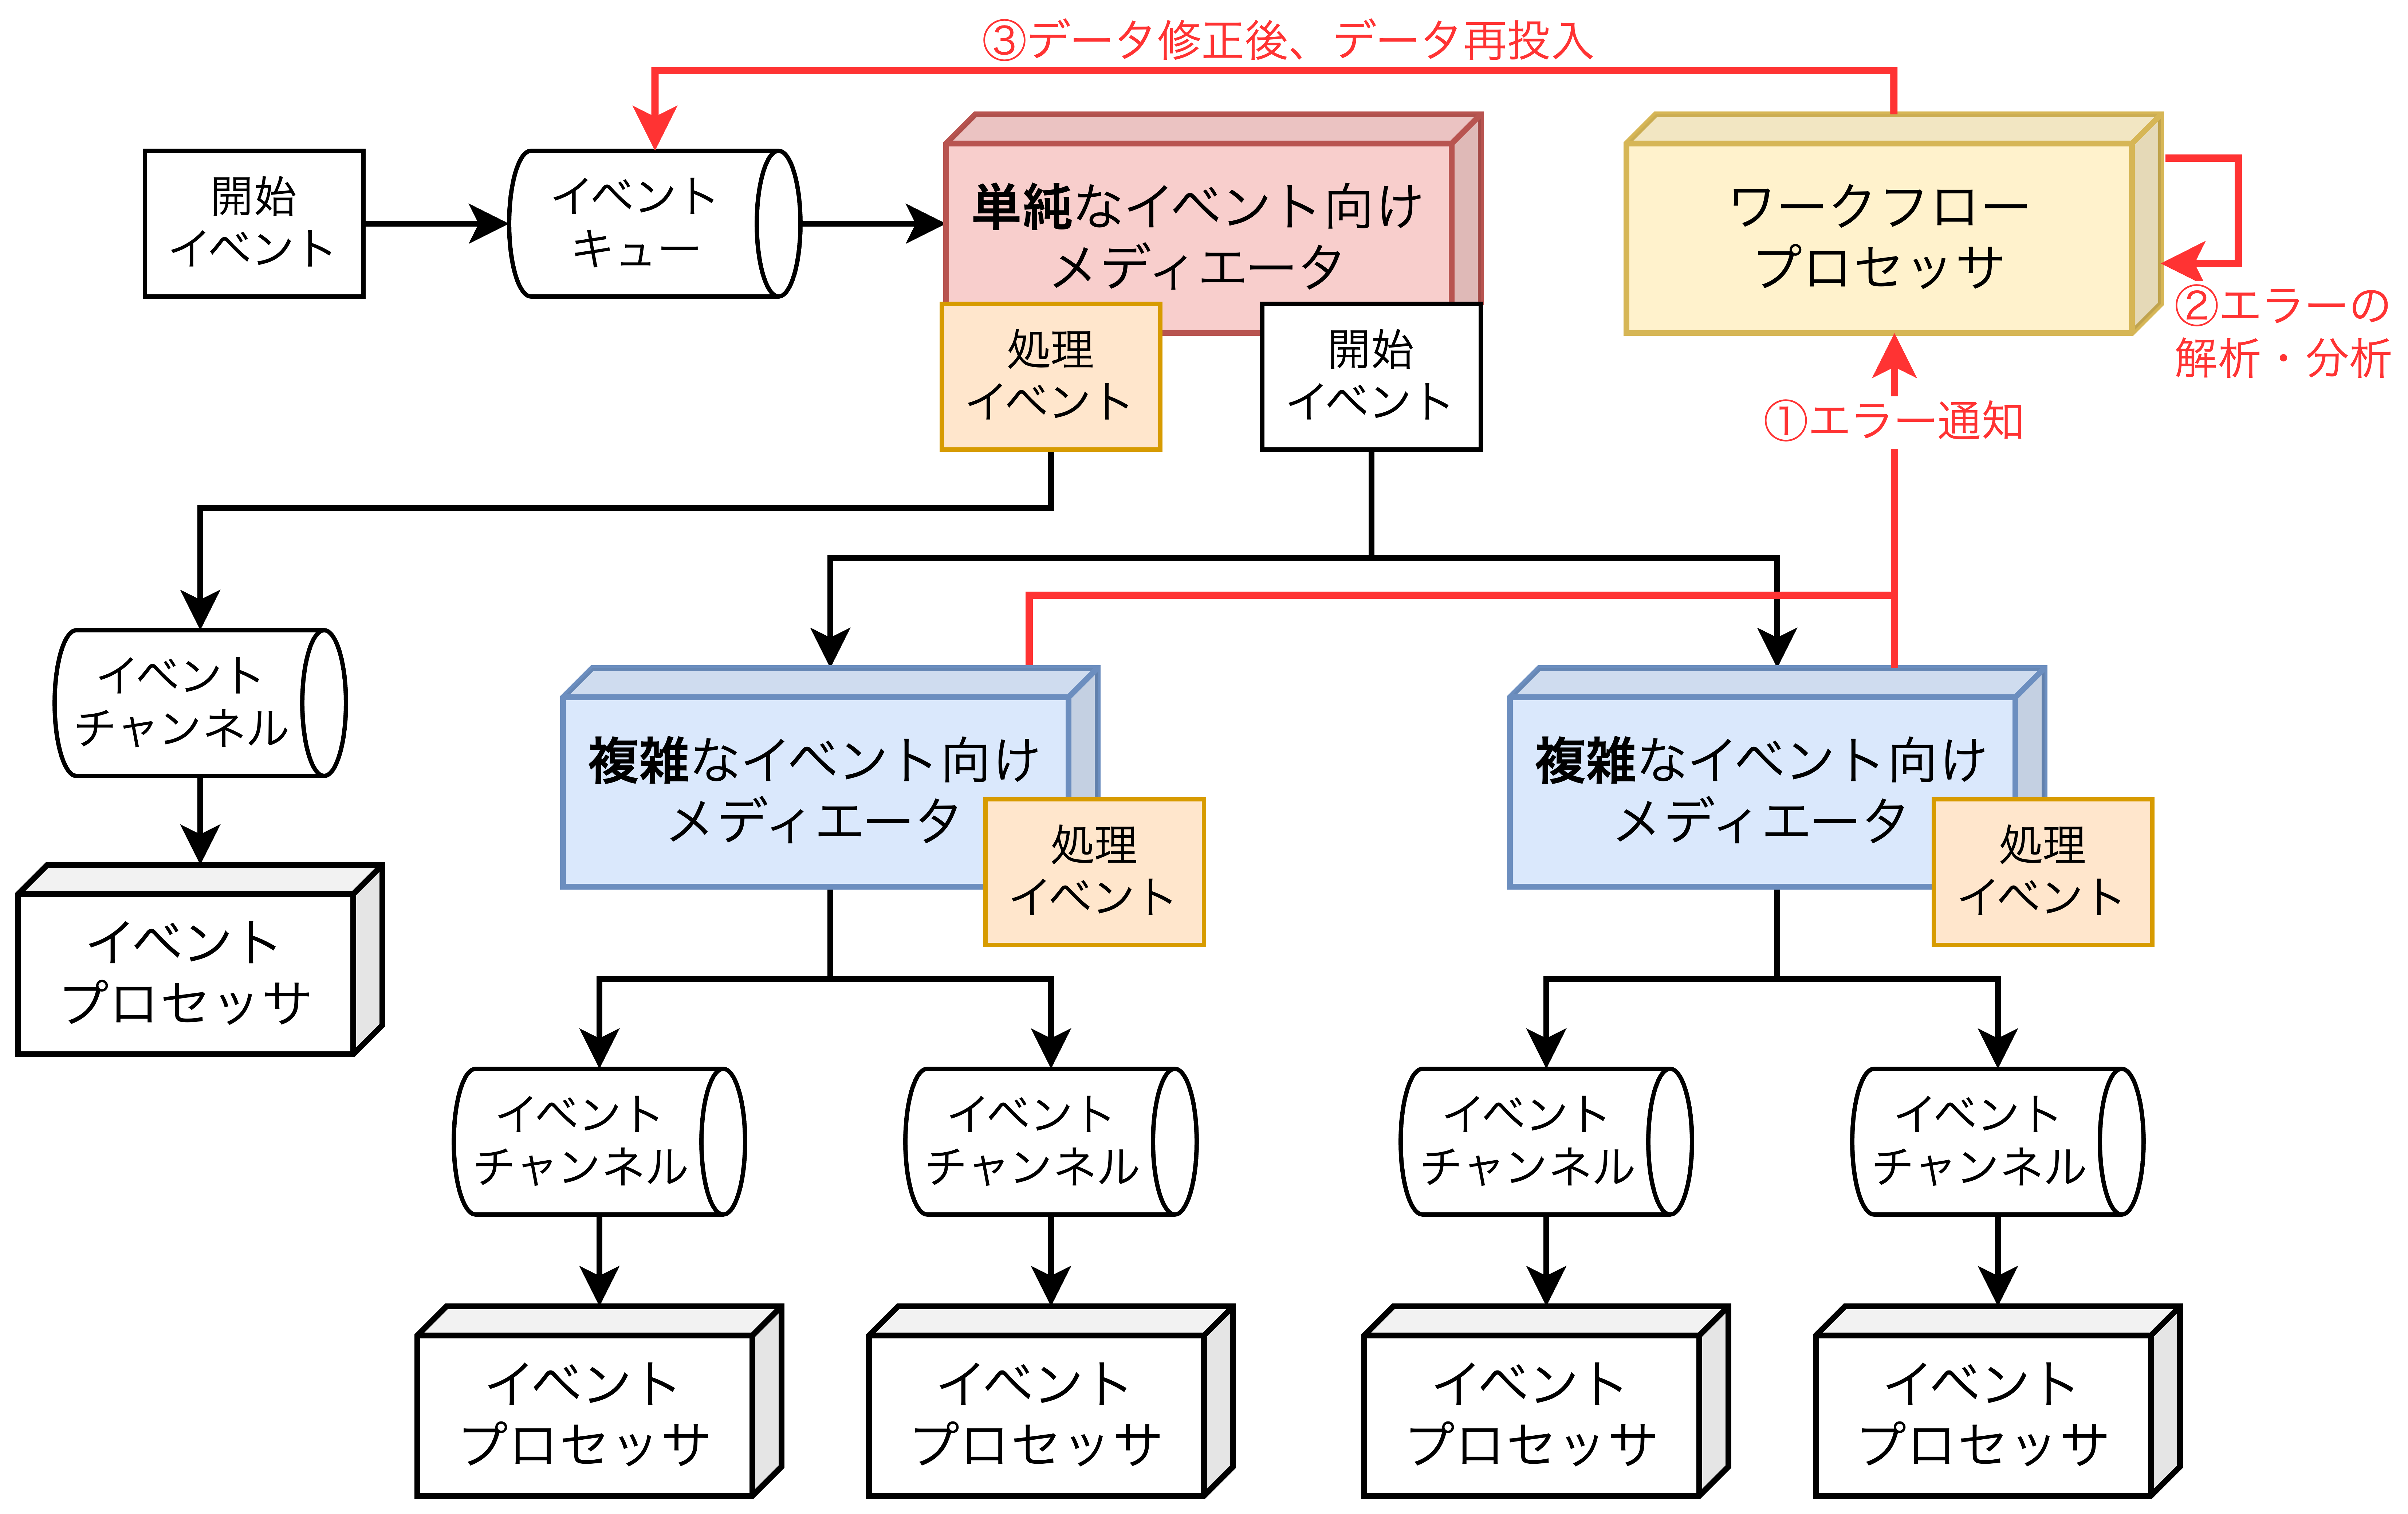 ③データ修正後、データ再投入
開始
イベント
イベント
キュー
単純なイベント向け
メディエータ
ワークフロー
プロセッサ
②エラーの
解析・分析
処理
イベント
開始
イベント
①エラー通知
イベント
チャンネル
複雑なイベント向け
メディエータ
処理
イベント
複雑なイベント向け
メディエータ
処理
イベント
イベント
プロセッサ
イベント
チャンネル
イベント
チャンネル
イベント
チャンネル
イベント
チャンネル
イベント
プロセッサ
イベント
プロセッサ
イベント
プロセッサ
イベント
プロセッサ